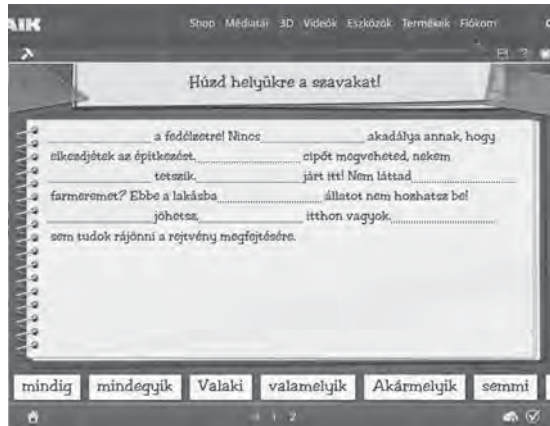 AIK Shop Médiatár 3D Videók Eszközök Termékeik Fiókom
Húzd helyükre a szavakat!
a fedélzetre! Nincs akadálya annak, hogy
elkezdjétek az építkezést. cipőt megveheted, nekem
tetszik. járt itt! Nem láttad
farmeremet? Ebbe a lakásba állatot nem hozhatsz be!
jöhetsz, itthon vagyok.
sem tudok rájönni a rejtvény megfejtésére.
mindig mindegyik Valaki valamelyik Akármelyik semmi
1 2